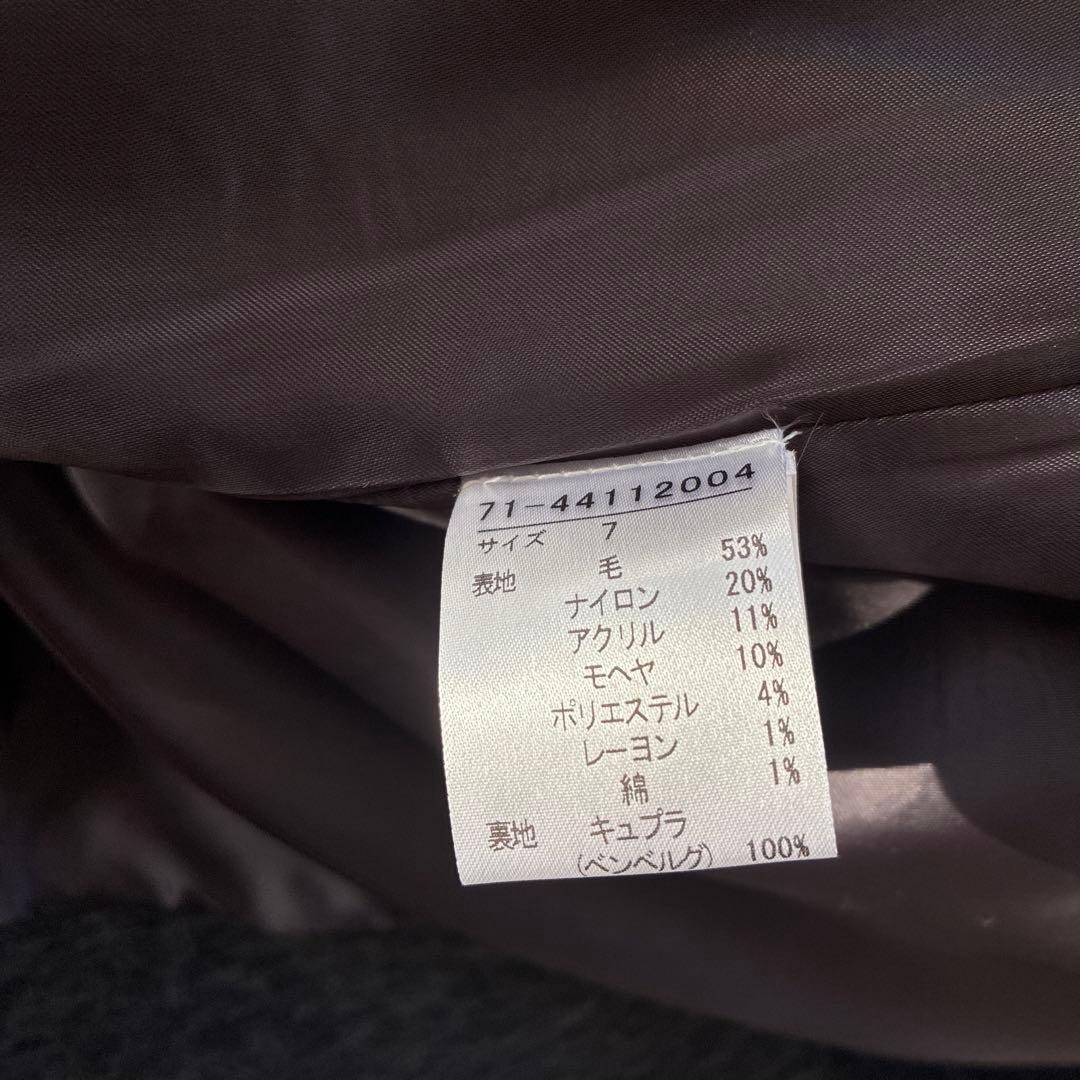 71-44112004
サイズ 7
表地 毛 53%
ナイロン 20%
アクリル 11%
モヘヤ 10%
ポリエステル 4%
レーヨン 1%
綿 1%
裏地 キュプラ
(ベンベルグ) 100%